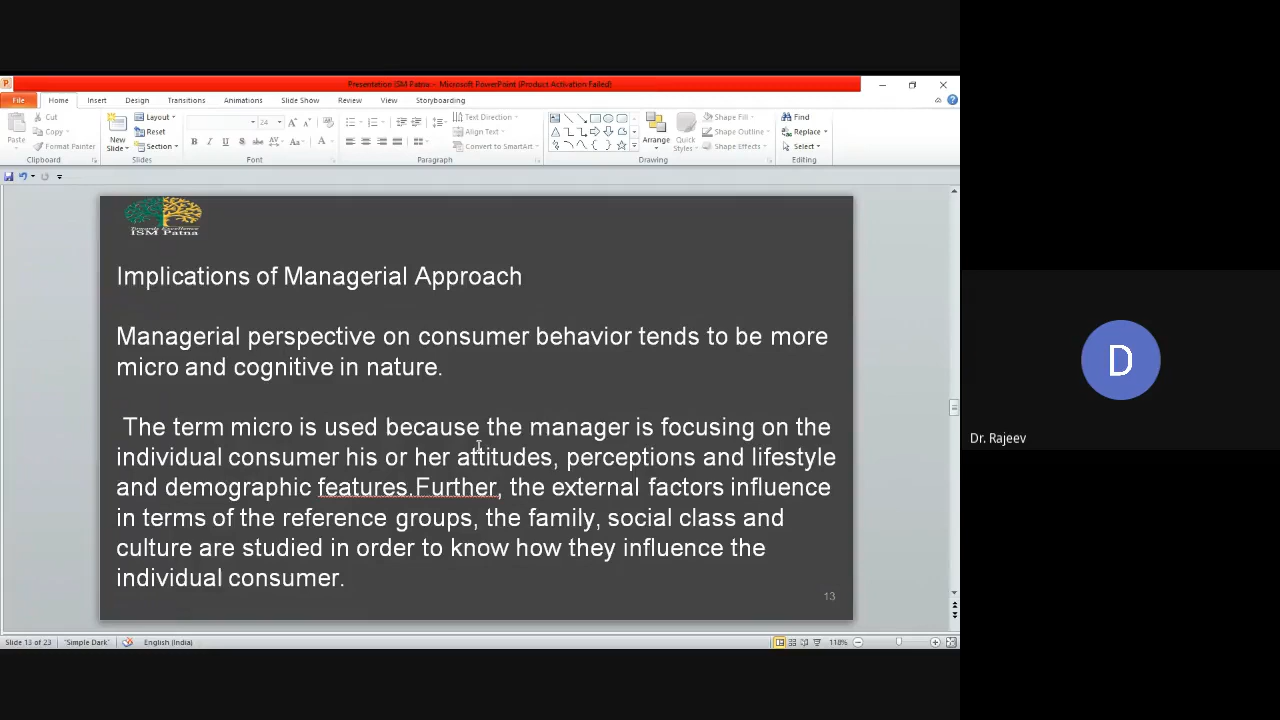 Presentation ISM Patna - Microsoft PowerPoint (Product Activation Failed)
File Home Insert Design Transitions Animations Slide Show Review View Storyboarding
Paste
Cut
Copy
Format Painter
Clipboard
New
Slide
Layout
Reset
Section
Slides
24
B I U S abc AV Aa A
Font
Text Direction
Align Text
Convert to SmartArt
Paragraph
Arrange
Quick
Styles
Shape Fill
Shape Outline
Shape Effects
Drawing
Find
Replace
Select
Editing
Towards Excellence
ISM Patna
Implications of Managerial Approach
Managerial perspective on consumer behavior tends to be more
micro and cognitive in nature.
The term micro is used because the manager is focusing on the
individual consumer his or her attitudes, perceptions and lifestyle
and demographic features.Further, the external factors influence
in terms of the reference groups, the family, social class and
culture are studied in order to know how they influence the
individual consumer.
13
Slide 13 of 23 "Simple Dark" English (India) 118%
D
Dr. Rajeev